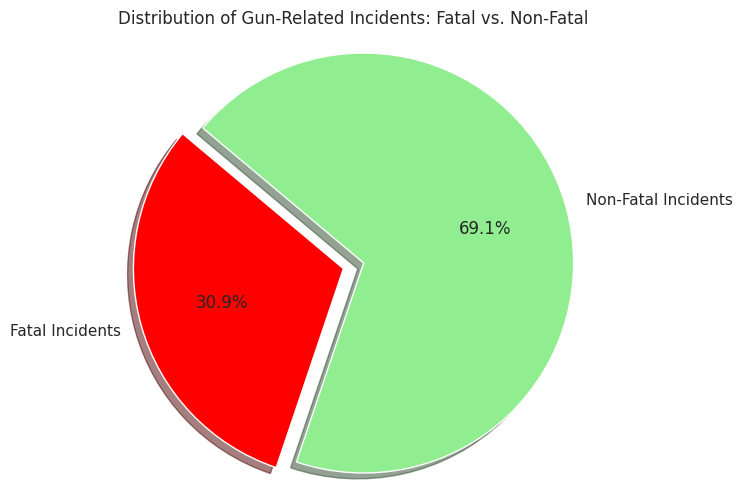 Distribution of Gun-Related Incidents: Fatal vs. Non-Fatal
Non-Fatal Incidents
69.1%
30.9%
Fatal Incidents